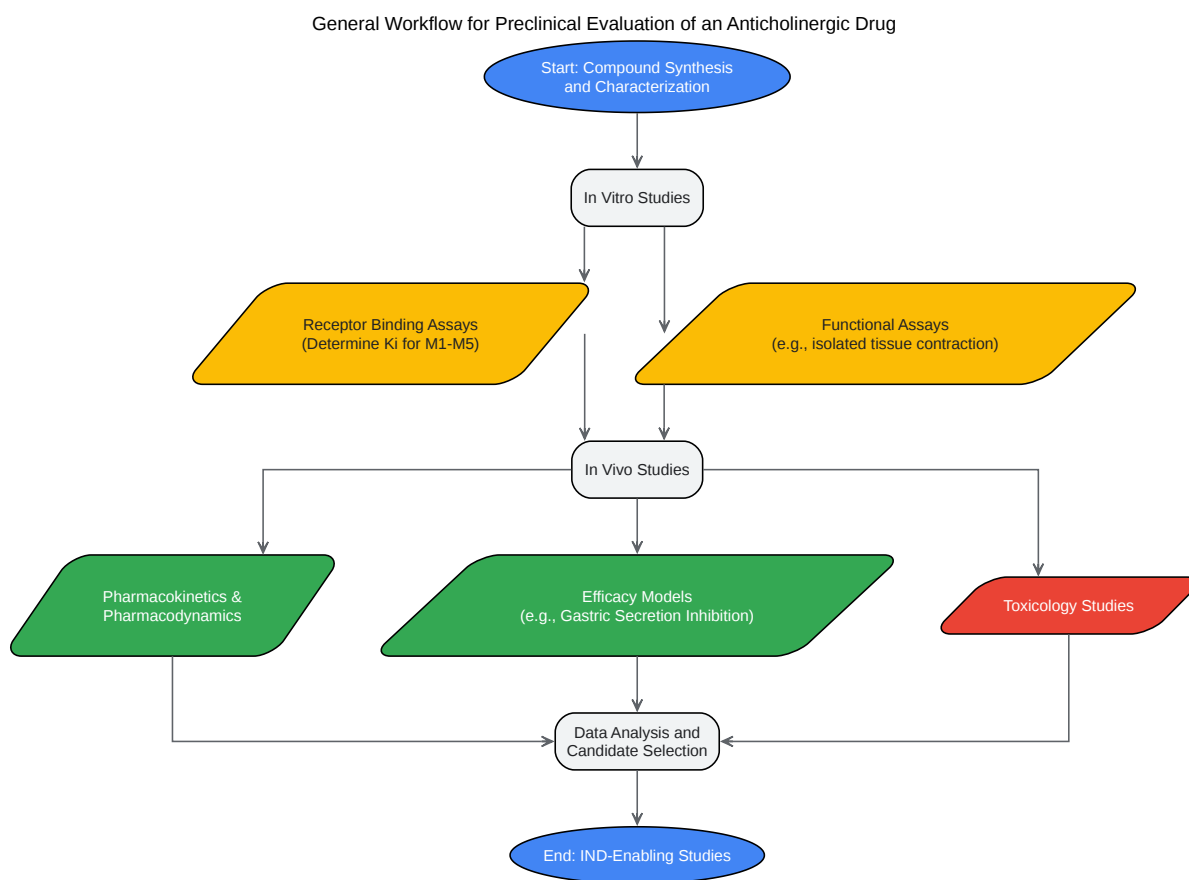 General Workflow for Preclinical Evaluation of an Anticholinergic Drug
Start: Compound Synthesis
and Characterization
In Vitro Studies
Receptor Binding Assays
(Determine Ki for M1-M5)
Functional Assays
(e.g., isolated tissue contraction)
In Vivo Studies
Pharmacokinetics &
Pharmacodynamics
Efficacy Models
(e.g., Gastric Secretion Inhibition)
Toxicology Studies
Data Analysis and
Candidate Selection
End: IND-Enabling Studies